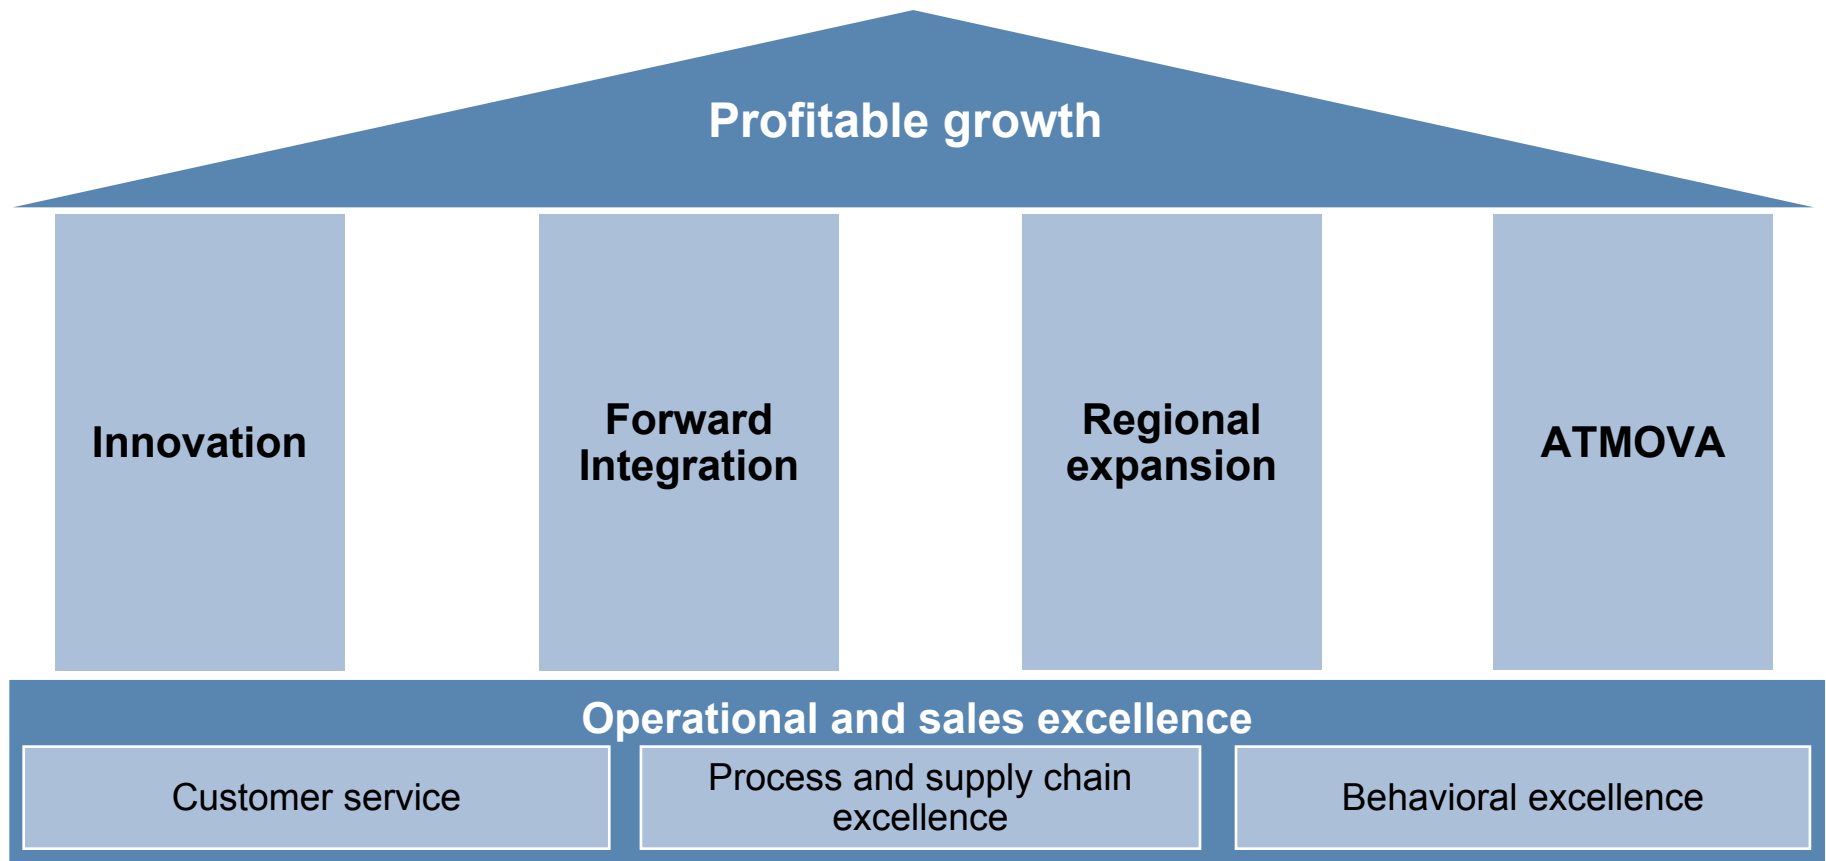 Profitable growth
Innovation
Forward
Integration
Regional
expansion
ATMOVA
Operational and sales excellence
Customer service
Process and supply chain
excellence
Behavioral excellence